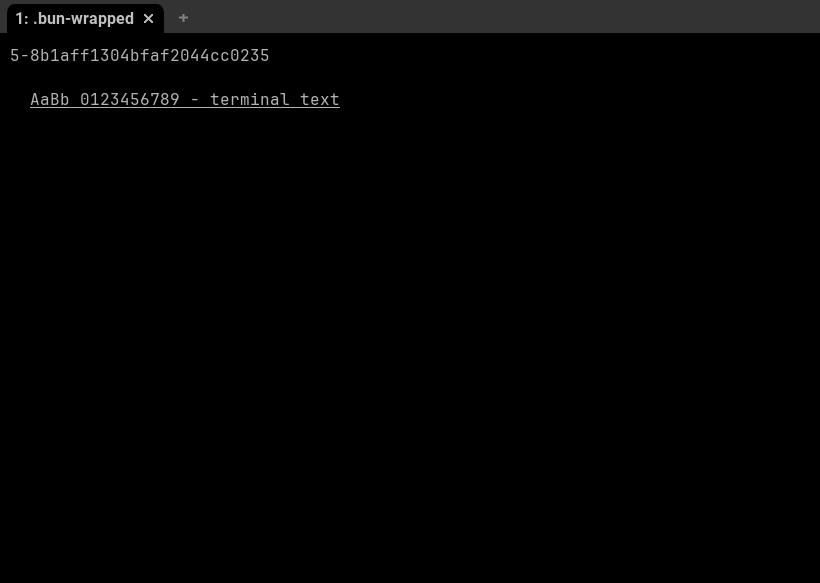 1: .bun-wrapped × +
5-8b1aff1304bfaf2044cc0235
AaBb 0123456789 - terminal text